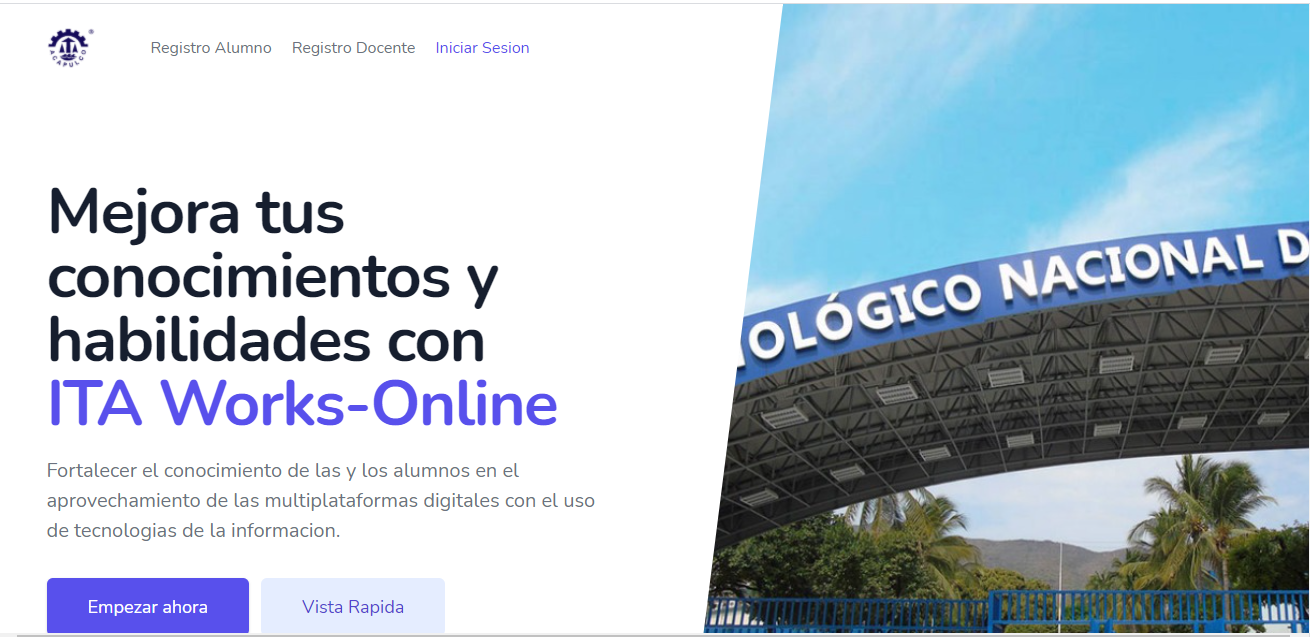 ITA
ACAPULCO
Registro Alumno
Registro Docente
Iniciar Sesion
Mejora tus
conocimientos y
habilidades con
ITA Works-Online
Fortalecer el conocimiento de las y los alumnos en el
aprovechamiento de las multiplataformas digitales con el uso
de tecnologias de la informacion.
Empezar ahora
Vista Rapida
NOLÓGICO NACIONAL D